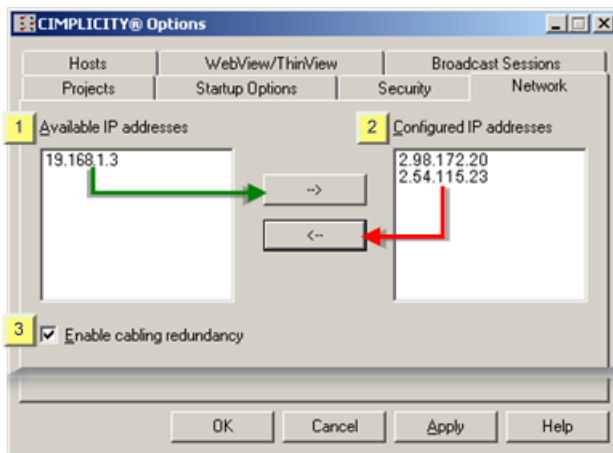 CIMPLICITY® Options
Hosts WebView/ThinView Broadcast Sessions
Projects Startup Options Security Network
1 Available IP addresses 2 Configured IP addresses
19.168.1.3 2.98.172.20
2.54.115.23
-->
<--
3 Enable cabling redundancy
OK Cancel Apply Help